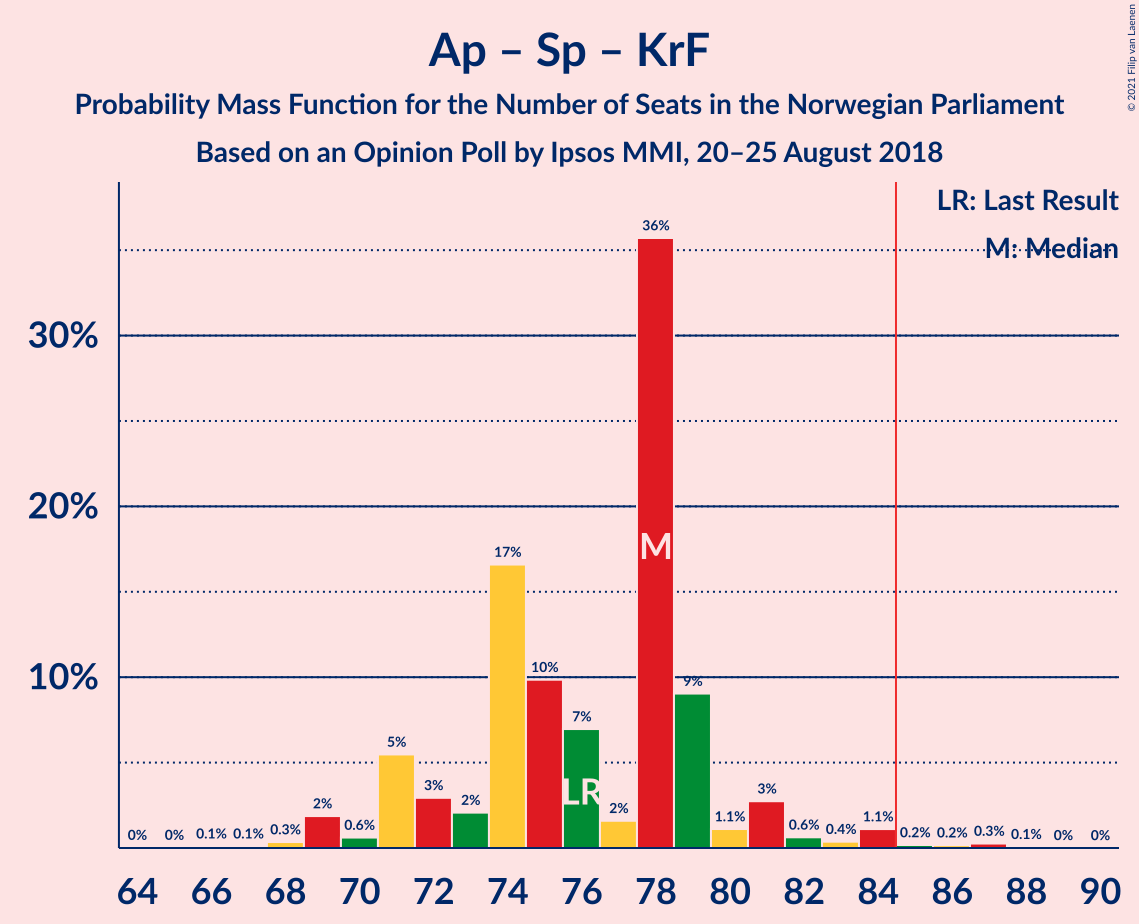 Ap – Sp – KrF
Probability Mass Function for the Number of Seats in the Norwegian Parliament
Based on an Opinion Poll by Ipsos MMI, 20–25 August 2018
© 2021 Filip van Laenen
LR: Last Result
M: Median
30%
20%
10%
0% 0% 0.1% 0.1% 0.3% 2% 0.6% 5% 3% 2% 17% 10% 7% 2% 36% 9% 1.1% 3% 0.6% 0.4% 1.1% 0.2% 0.2% 0.3% 0.1% 0% 0%
M
LR
64 66 68 70 72 74 76 78 80 82 84 86 88 90